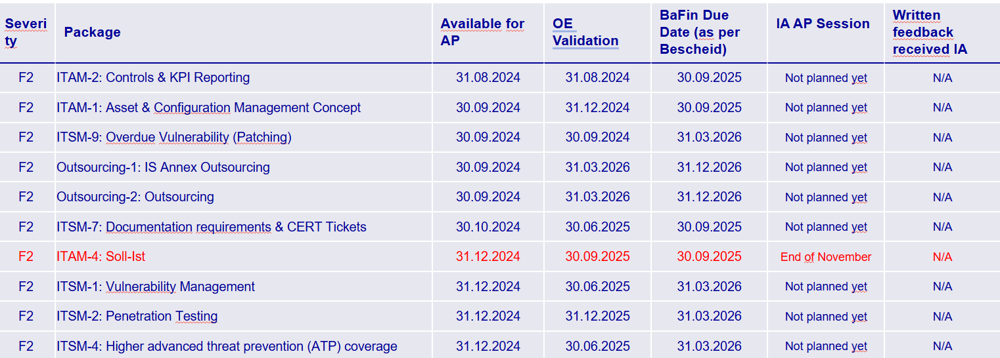 Severi
ty
Package
Available for
AP
OE
Validation
BaFin Due
Date (as per
Bescheid)
IA AP Session
Written
feedback
received IA
F2 ITAM-2: Controls & KPI Reporting 31.08.2024 31.08.2024 30.09.2025 Not planned yet N/A
F2 ITAM-1: Asset & Configuration Management Concept 30.09.2024 31.12.2024 30.09.2025 Not planned yet N/A
F2 ITSM-9: Overdue Vulnerability (Patching) 30.09.2024 30.09.2024 31.03.2026 Not planned yet N/A
F2 Outsourcing-1: IS Annex Outsourcing 30.09.2024 31.03.2026 31.12.2026 Not planned yet N/A
F2 Outsourcing-2: Outsourcing 30.09.2024 31.03.2026 31.12.2026 Not planned yet N/A
F2 ITSM-7: Documentation requirements & CERT Tickets 30.10.2024 30.06.2025 30.09.2025 Not planned yet N/A
F2 ITAM-4: Soll-Ist 31.12.2024 30.09.2025 30.09.2025 End of November N/A
F2 ITSM-1: Vulnerability Management 31.12.2024 30.06.2025 31.03.2026 Not planned yet N/A
F2 ITSM-2: Penetration Testing 31.12.2024 31.12.2025 31.03.2026 Not planned yet N/A
F2 ITSM-4: Higher advanced threat prevention (ATP) coverage 31.12.2024 30.06.2025 31.03.2026 Not planned yet N/A